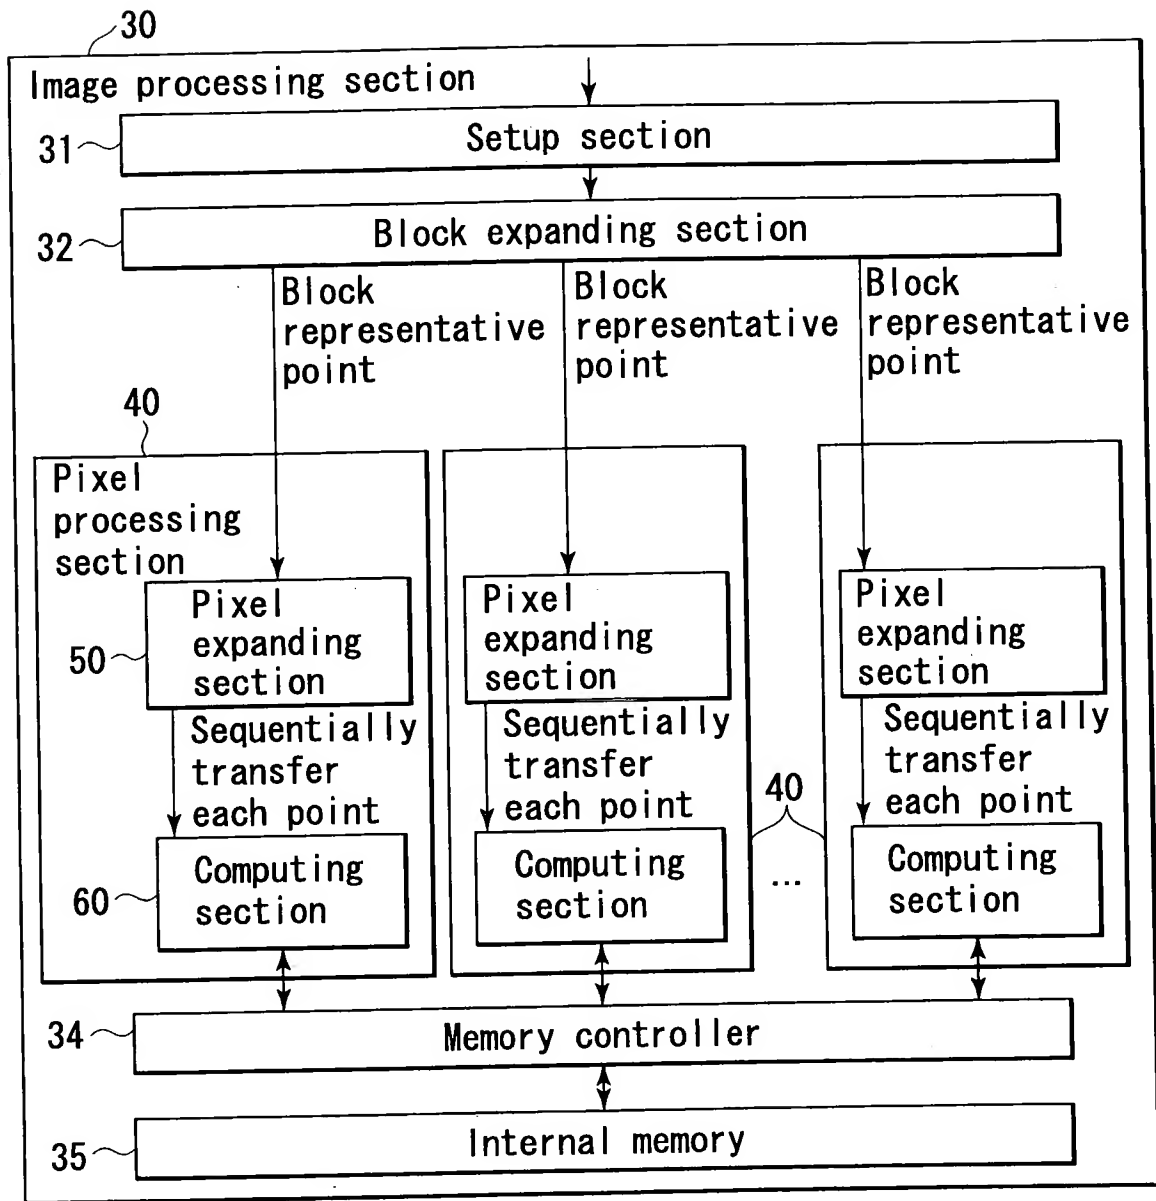 30
Image processing section
31
Setup section
32
Block expanding section
Block
representative
point
Block
representative
point
Block
representative
point
40
Pixel
processing
section
50
Pixel
expanding
section
Pixel
expanding
section
Pixel
expanding
section
Sequentially
transfer
each point
Sequentially
transfer
each point
40
Sequentially
transfer
each point
60
Computing
section
Computing
section
...
Computing
section
34
Memory controller
35
Internal memory